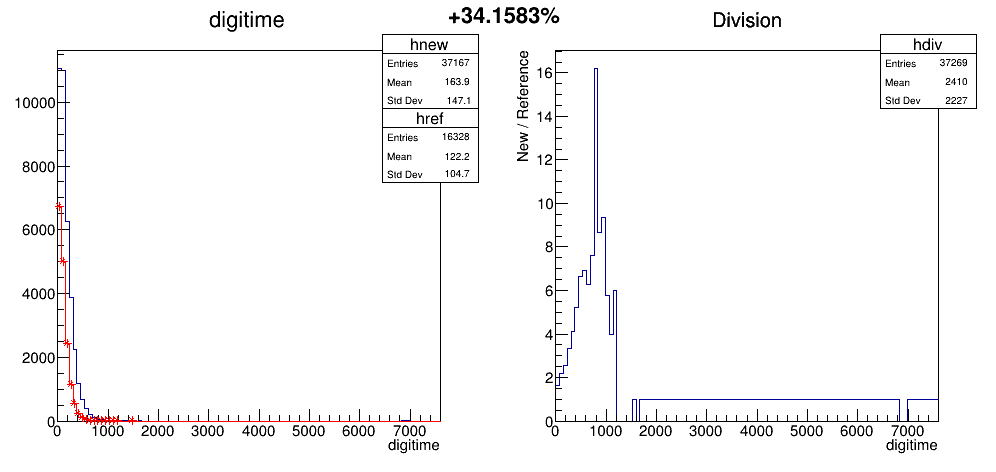 +34.1583%
digitime
hnew
Entries 37167
Mean 163.9
Std Dev 147.1
href
Entries 16328
Mean 122.2
Std Dev 104.7
10000
8000
6000
4000
2000
0
0 1000 2000 3000 4000 5000 6000 7000
digitime
Division
hdiv
Entries 37269
Mean 2410
Std Dev 2227
New / Reference
16
14
12
10
8
6
4
2
0
0 1000 2000 3000 4000 5000 6000 7000
digitime